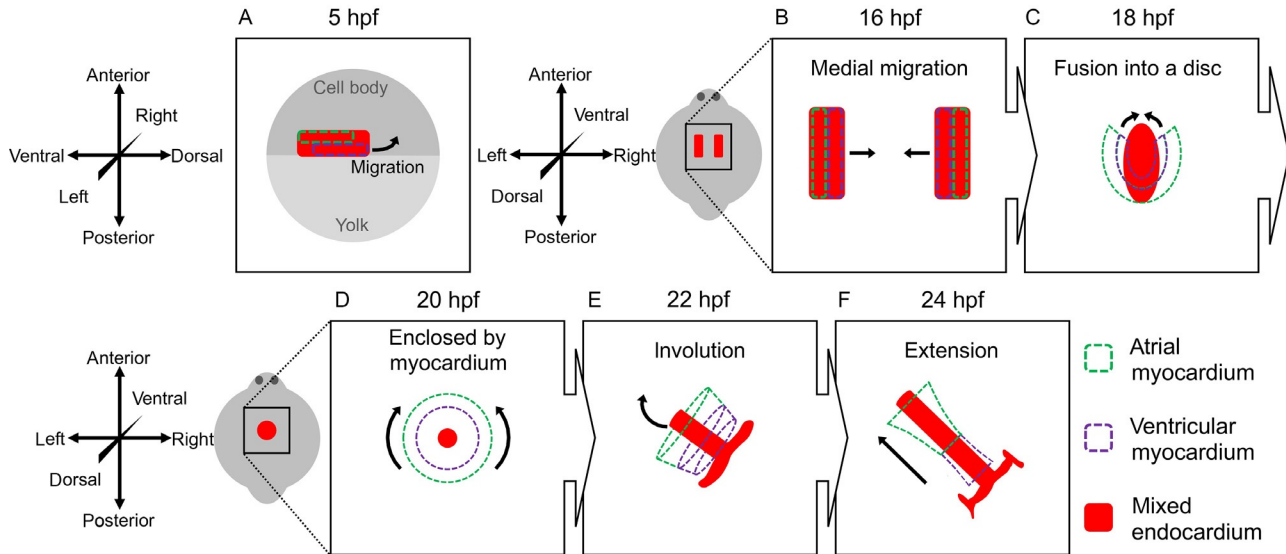 A 5 hpf
Anterior
Right
Ventral
Dorsal
Left
Posterior
Cell body
Migration
Yolk
Anterior
Ventral
Left
Right
Dorsal
Posterior
B 16 hpf
Medial migration
C 18 hpf
Fusion into a disc
Anterior
Ventral
Left
Right
Dorsal
Posterior
D 20 hpf
Enclosed by
myocardium
E 22 hpf
Involution
F 24 hpf
Extension
Atrial
myocardium
Ventricular
myocardium
Mixed
endocardium